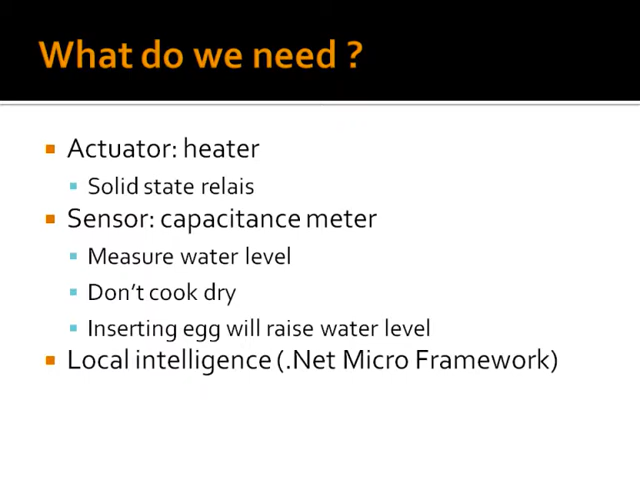 What do we need ?
Actuator: heater
Solid state relais
Sensor: capacitance meter
Measure water level
Don't cook dry
Inserting egg will raise water level
Local intelligence (.Net Micro Framework)